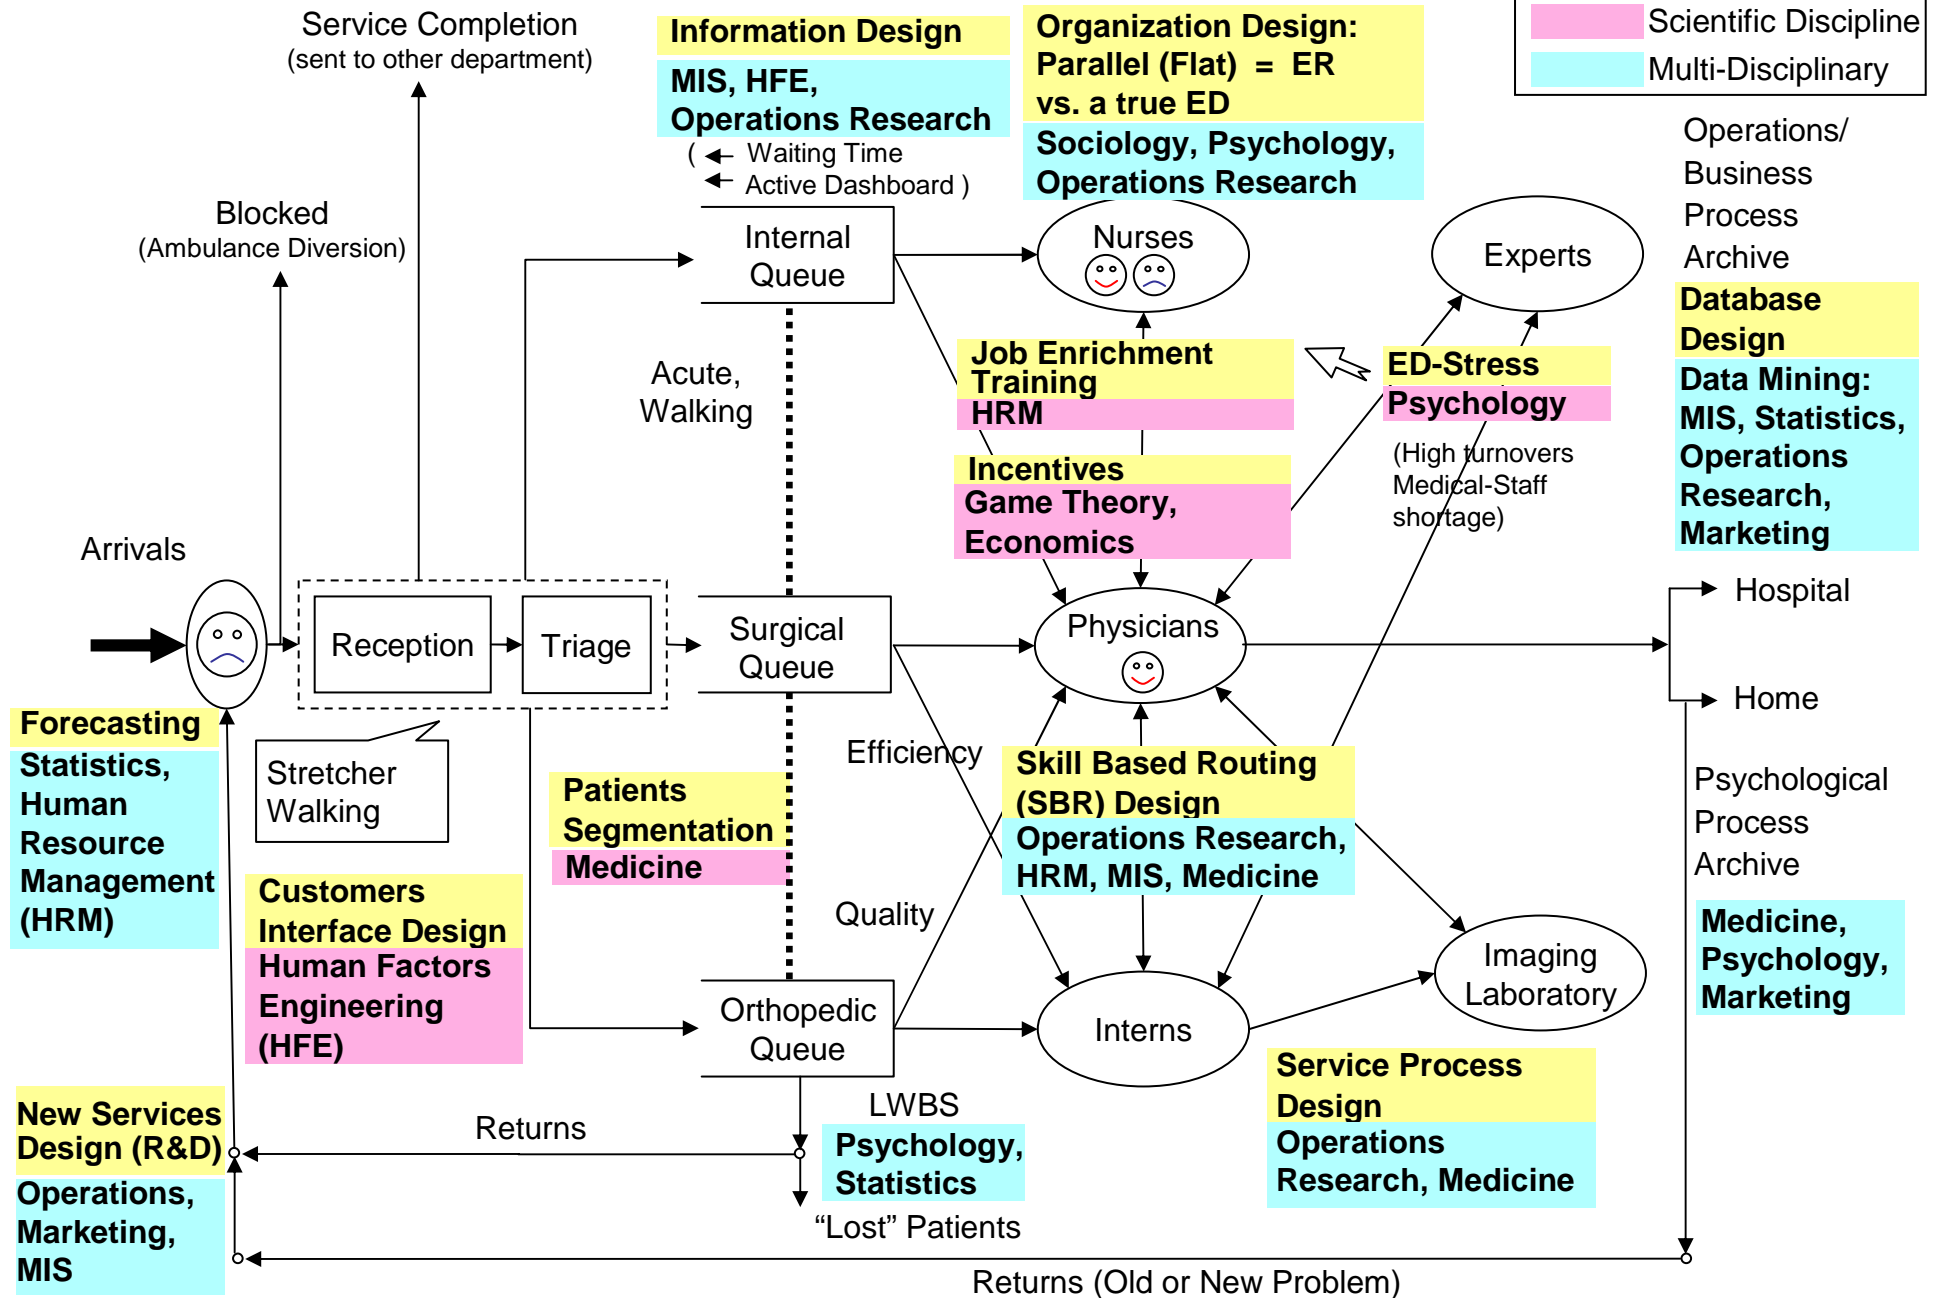 Service Completion
(sent to other department)
Information Design
MIS, HFE,
Operations Research
( Waiting Time
Active Dashboard )
Organization Design:
Parallel (Flat) = ER
vs. a true ED
Sociology, Psychology,
Operations Research
Scientific Discipline
Multi-Disciplinary
Operations/
Business
Process
Archive
Database
Design
Data Mining:
MIS, Statistics,
Operations
Research,
Marketing
Blocked
(Ambulance Diversion)
Internal
Queue
Nurses
Experts
Acute,
Walking
Job Enrichment
Training
HRM
ED-Stress
Psychology
(High turnovers
Medical-Staff
shortage)
Incentives
Game Theory,
Economics
Arrivals
Reception
Triage
Surgical
Queue
Physicians
Hospital
Home
Forecasting
Statistics,
Human
Resource
Management
(HRM)
Stretcher
Walking
Patients
Segmentation
Medicine
Efficiency
Skill Based Routing
(SBR) Design
Operations Research,
HRM, MIS, Medicine
Psychological
Process
Archive
Medicine,
Psychology,
Marketing
Customers
Interface Design
Human Factors
Engineering
(HFE)
Quality
Orthopedic
Queue
Interns
Imaging
Laboratory
Service Process
Design
Operations
Research, Medicine
New Services
Design (R&D)
Operations,
Marketing,
MIS
Returns
LWBS
Psychology,
Statistics
“Lost” Patients
Returns (Old or New Problem)